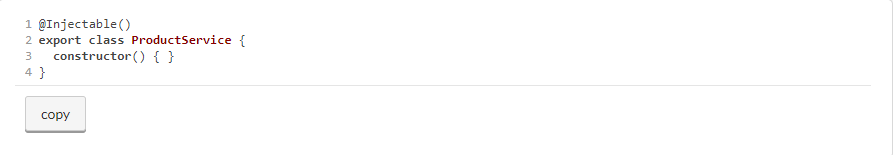 1 @Injectable()
2 export class ProductService {
3   constructor() { }
4 }
copy